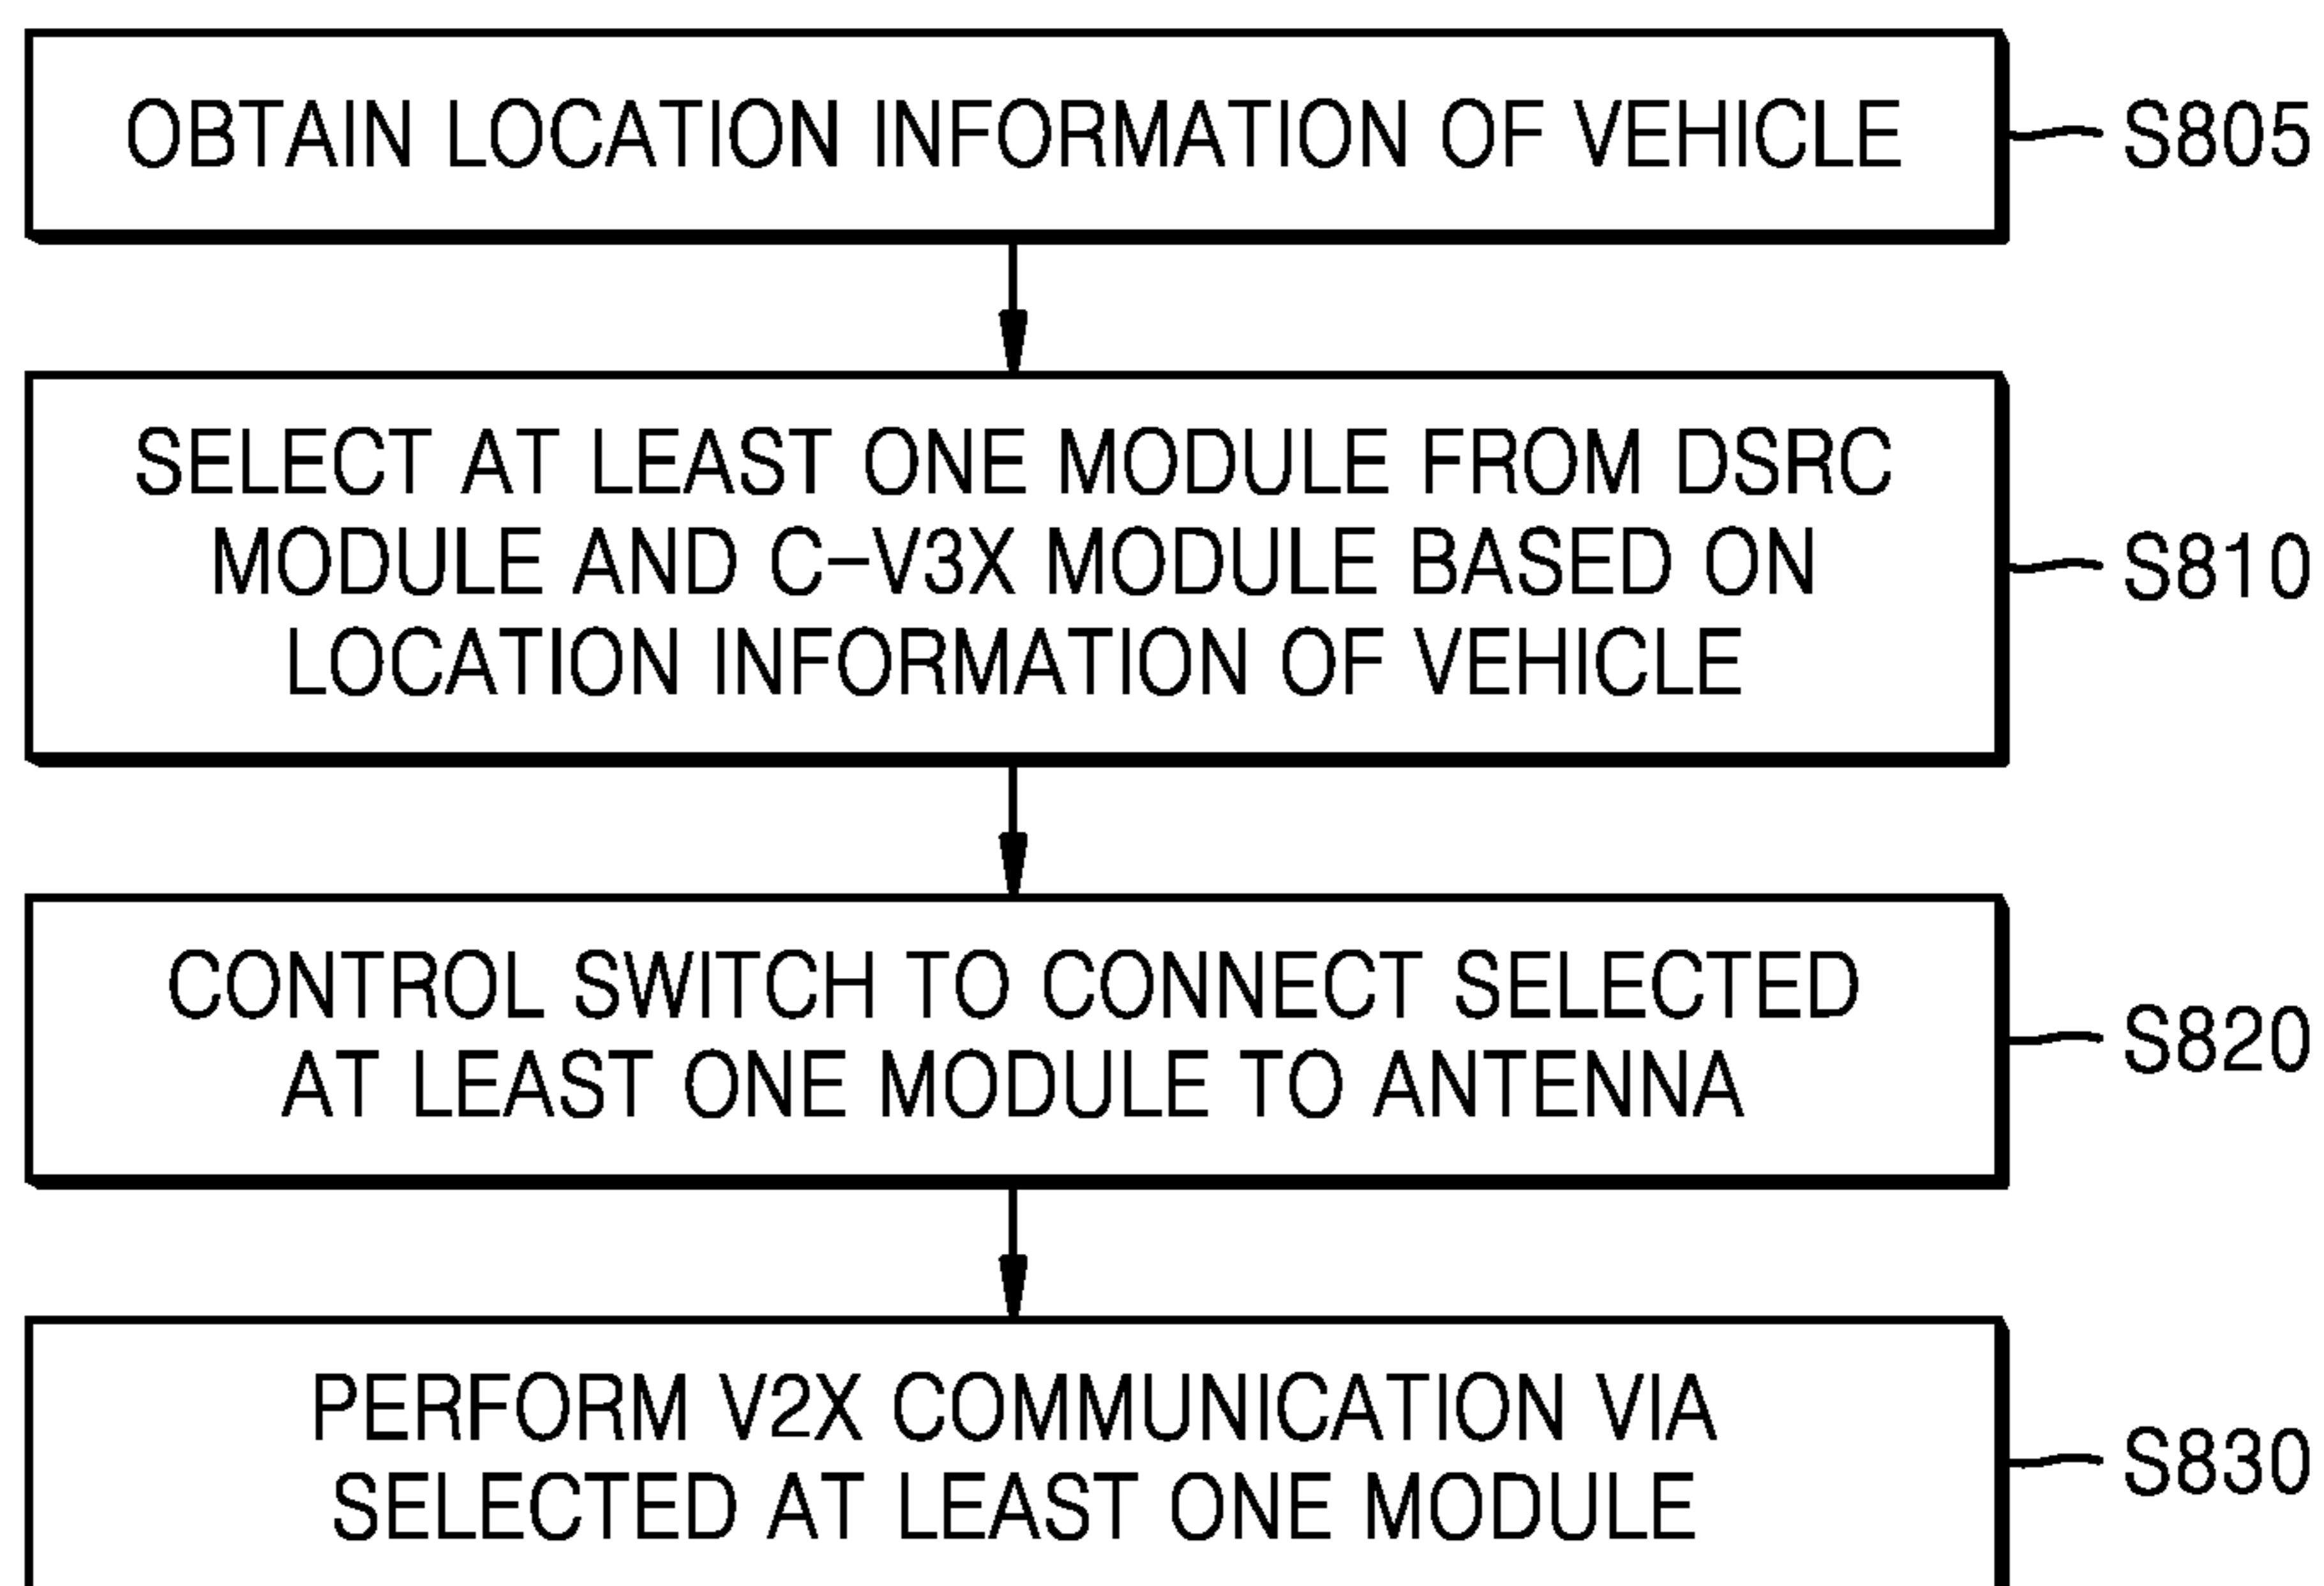 OBTAIN LOCATION INFORMATION OF VEHICLE
S805
SELECT AT LEAST ONE MODULE FROM DSRC
MODULE AND C-V3X MODULE BASED ON
LOCATION INFORMATION OF VEHICLE
S810
CONTROL SWITCH TO CONNECT SELECTED
AT LEAST ONE MODULE TO ANTENNA
S820
PERFORM V2X COMMUNICATION VIA
SELECTED AT LEAST ONE MODULE
S830